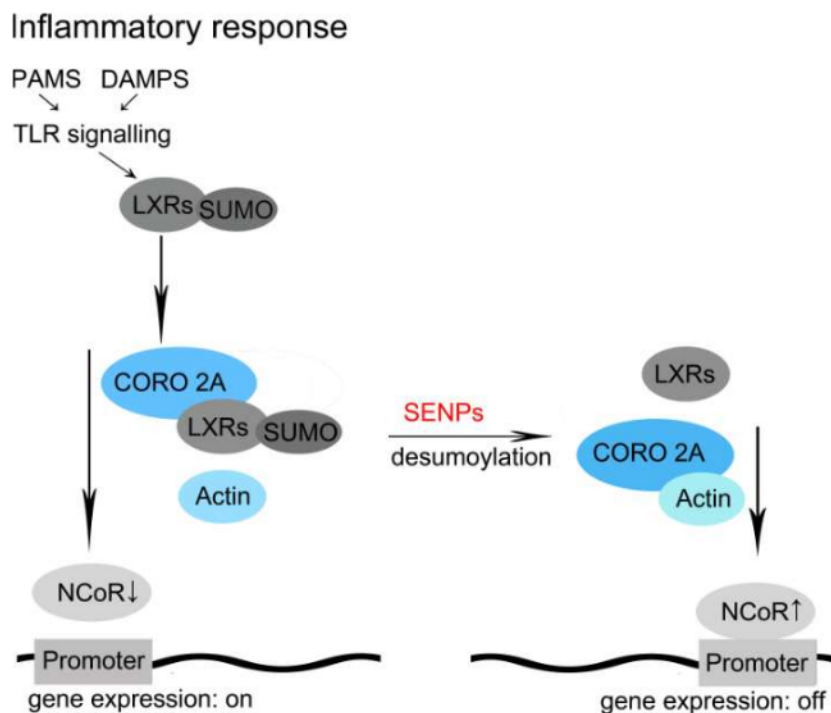 Inflammatory response
PAMS DAMPS
TLR signalling
LXRs SUMO
CORO 2A
LXRs SUMO
Actin
NCoR↓
Promoter
gene expression: on
SENPs
desumoylation
LXRs
CORO 2A
Actin
NCoR↑
Promoter
gene expression: off